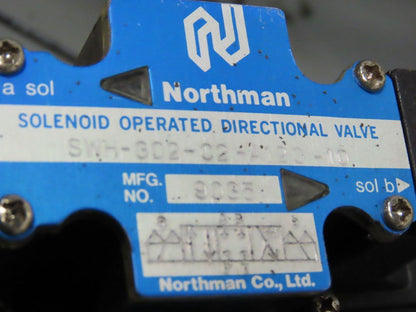 Northman
a sol
SOLENOID OPERATED DIRECTIONAL VALVE
MFG.
NO.
sol b
Northman Co., Ltd.